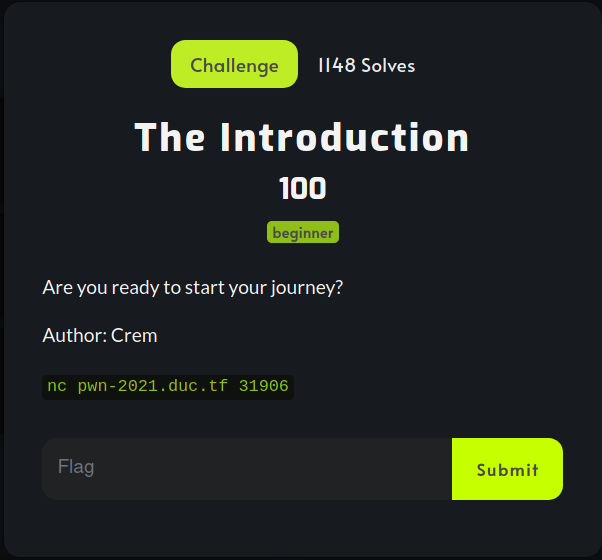 Challenge 1148 Solves
The Introduction
100
beginner
Are you ready to start your journey?
Author: Crem
nc pwn-2021.duc.tf 31906
Flag Submit